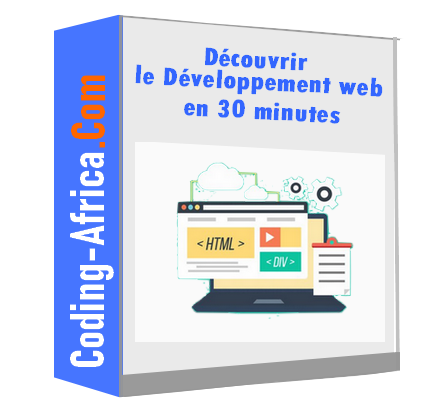 Découvrir
le Développement web
en 30 minutes
Coding-Africa.Com
< HTML >
< DIV >